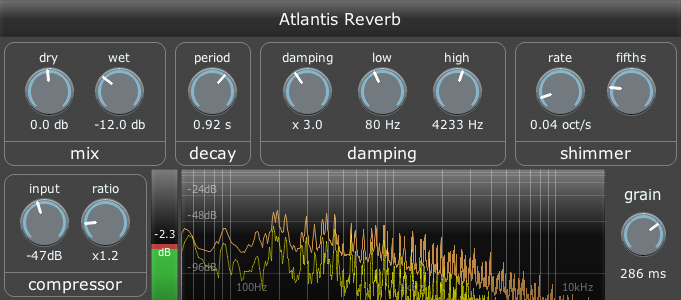 Atlantis Reverb
dry wet period damping low high rate fifths
0.0 db -12.0 db 0.92 s x 3.0 80 Hz 4233 Hz 0.04 oct/s
mix decay damping shimmer
input ratio
-47dB x1.2
compressor
-2.3
dB
-24dB
-48dB
-96dB
100Hz 10kHz
grain
286 ms